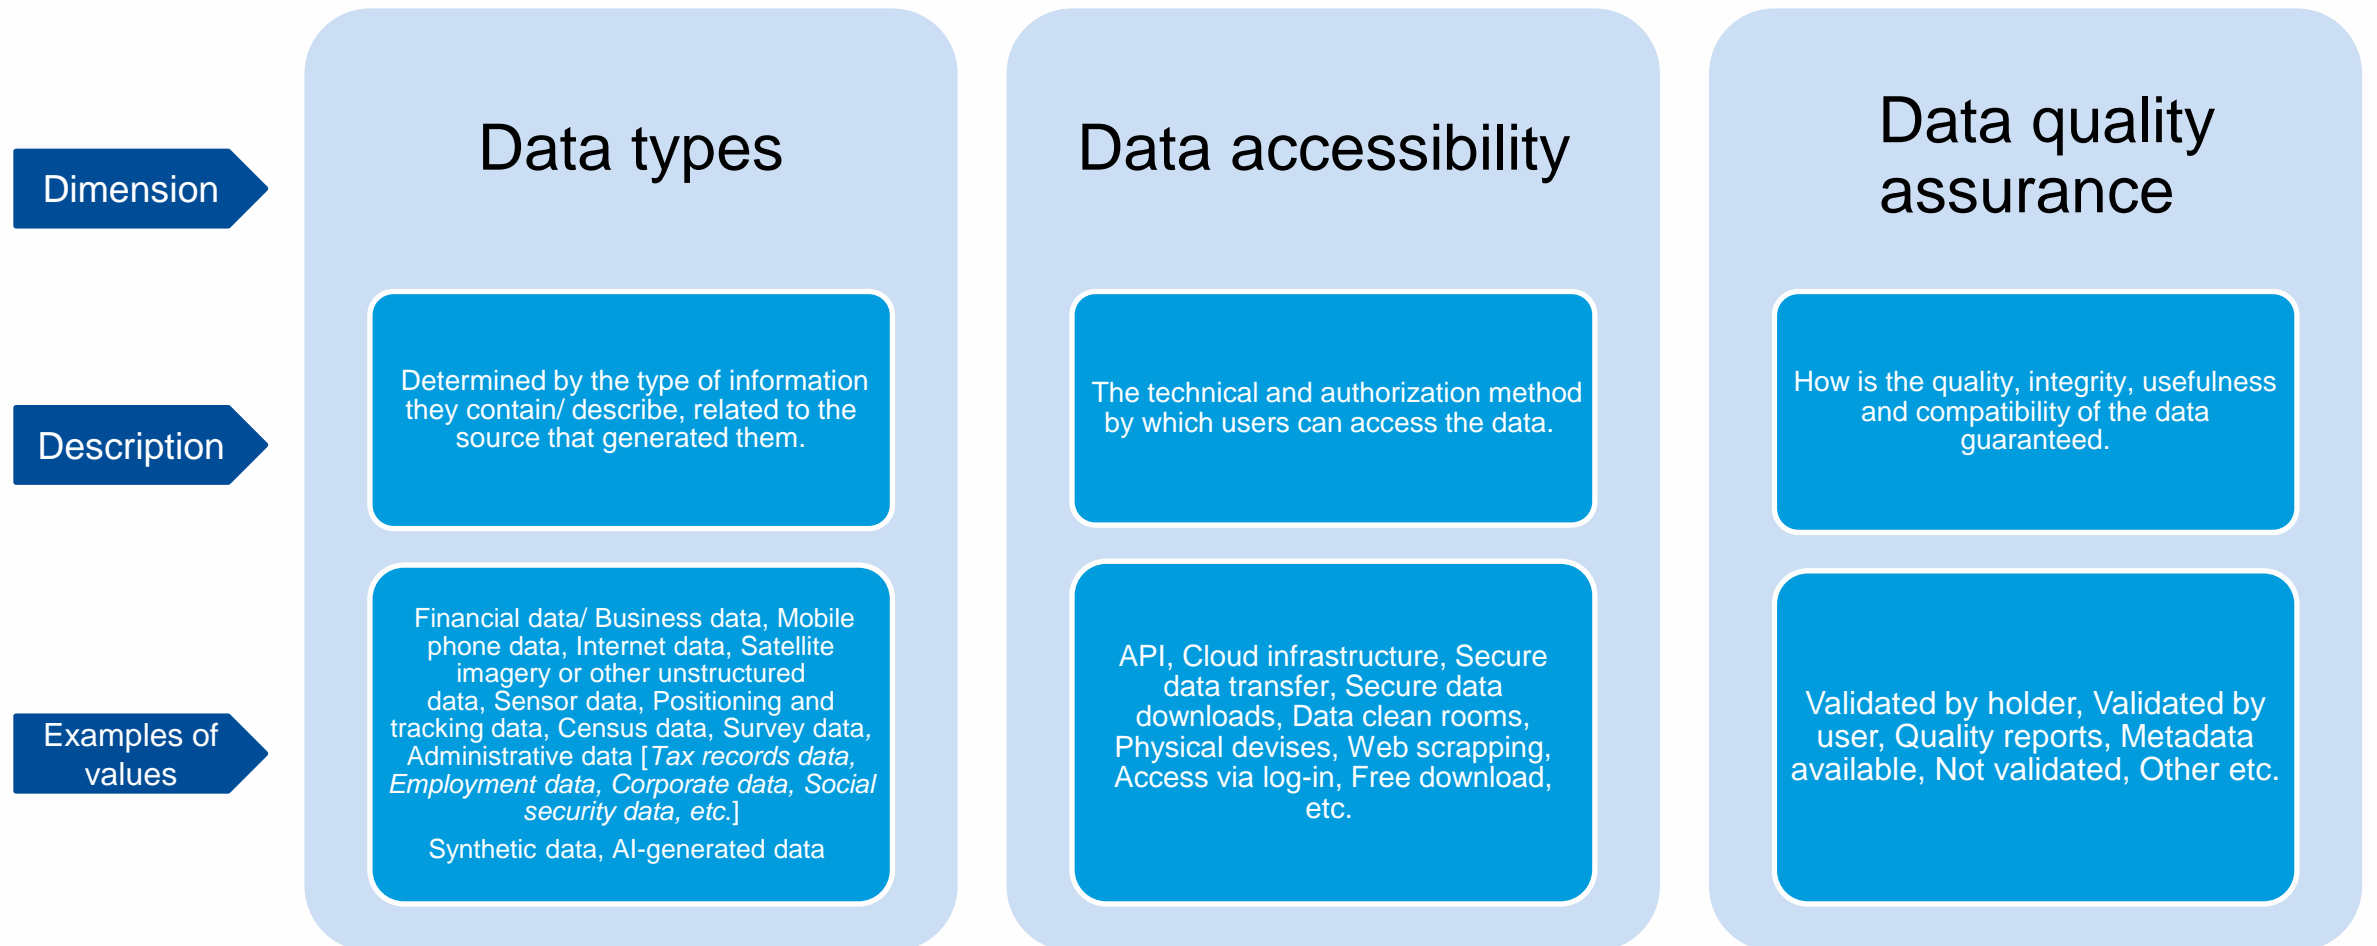 Dimension
Data types
Data accessibility
Data quality
assurance
Description
Determined by the type of information
they contain/ describe, related to the
source that generated them.
The technical and authorization method
by which users can access the data.
How is the quality, integrity, usefulness
and compatibility of the data
guaranteed.
Examples of
values
Financial data/ Business data, Mobile
phone data, Internet data, Satellite
imagery or other unstructured
data, Sensor data, Positioning and
tracking data, Census data, Survey data,
Administrative data [Tax records data,
Employment data, Corporate data, Social
security data, etc.]
Synthetic data, AI-generated data
API, Cloud infrastructure, Secure
data transfer, Secure data
downloads, Data clean rooms,
Physical devises, Web scrapping,
Access via log-in, Free download,
etc.
Validated by holder, Validated by
user, Quality reports, Metadata
available, Not validated, Other etc.